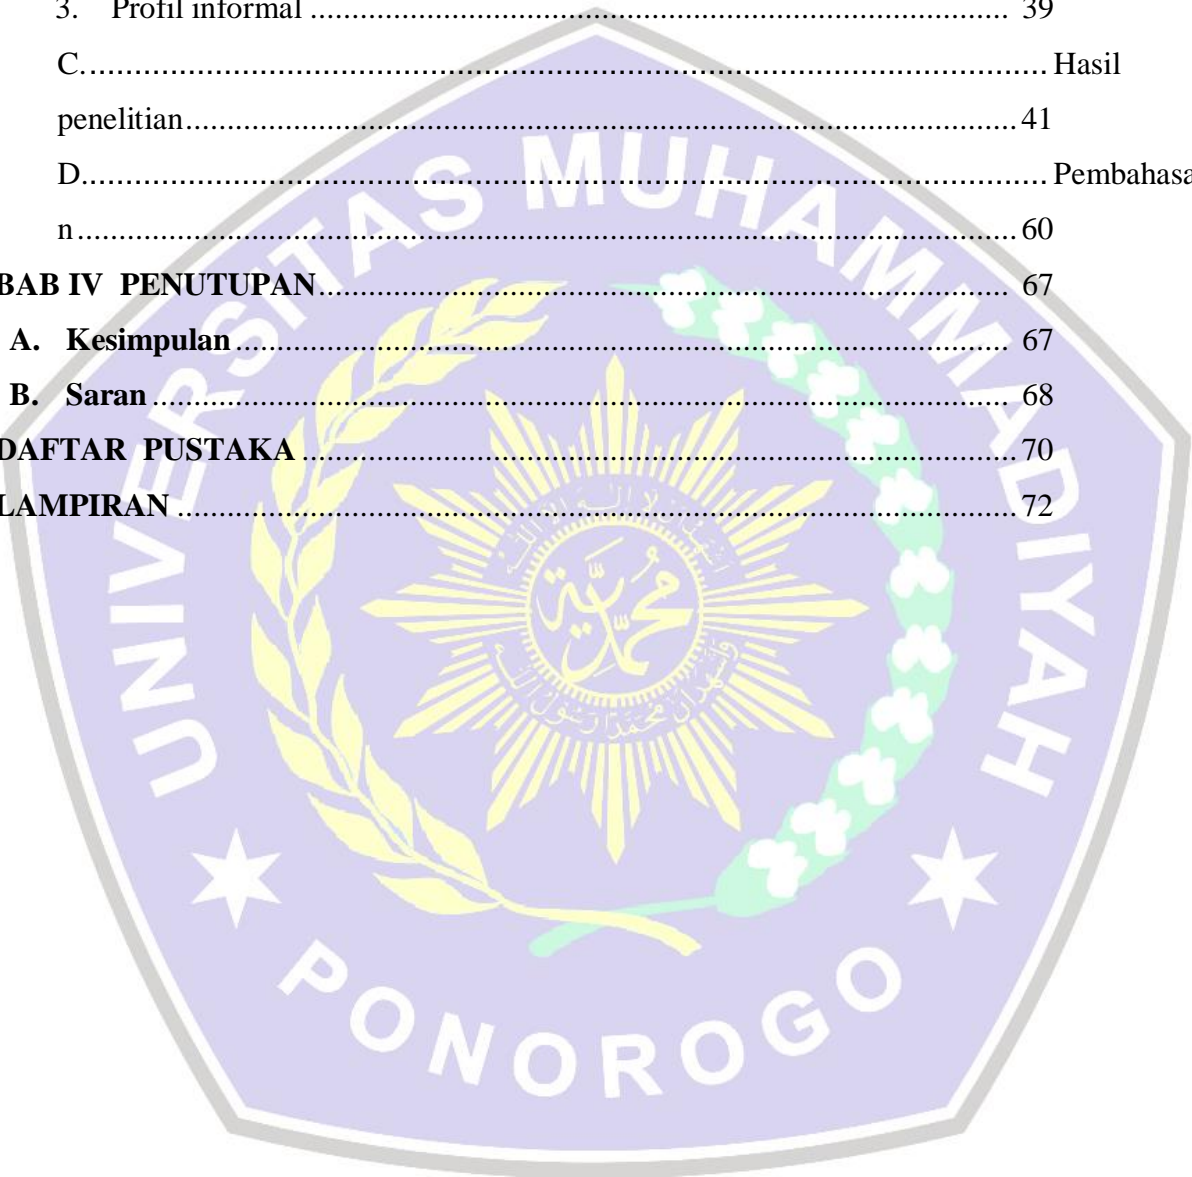 3. Profil informal ........................................................................................ 39
C. ........................................................................................ Hasil
penelitian ........................................................................................ 41
D. ........................................................................................ Pembahasa
n ........................................................................................ 60
BAB IV PENUTUPAN ........................................................................................ 67
A. Kesimpulan ........................................................................................ 67
B. Saran ........................................................................................ 68
DAFTAR PUSTAKA ........................................................................................ 70
LAMPIRAN ........................................................................................ 72
UNIVERSITAS MUHAMMADIYAH
PONOROGO
محمدية